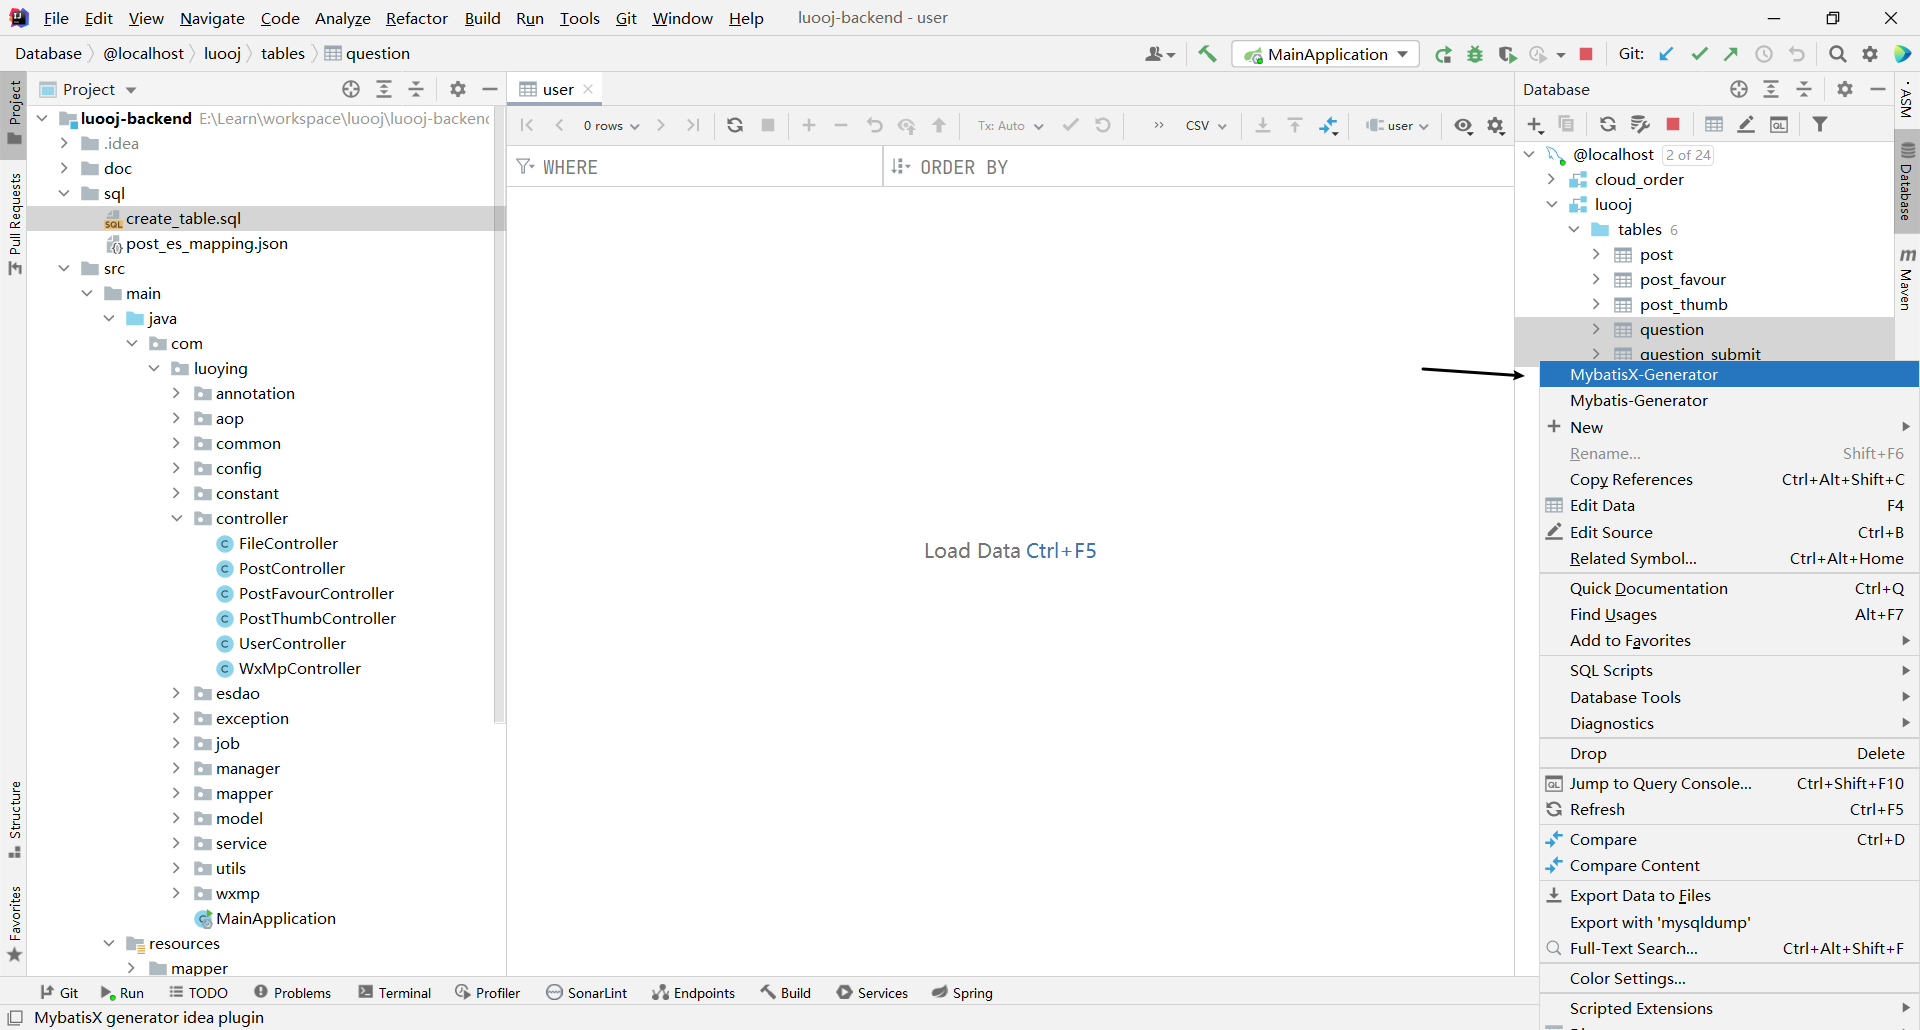 File Edit View Navigate Code Analyze Refactor Build Run Tools Git Window Help luooj-backend - user
Database @localhost luooj tables question MainApplication Git:
Project
Pull Requests
Structure
Favorites
Project
luooj-backend E:\Learn\workspace\luooj\luooj-backend
.idea
doc
sql
create_table.sql
post_es_mapping.json
src
main
java
com
luoying
annotation
aop
common
config
constant
controller
FileController
PostController
PostFavourController
PostThumbController
UserController
WxMpController
esdao
exception
job
manager
mapper
model
service
utils
wxmp
MainApplication
resources
mapper
user
0 rows Tx: Auto CSV user
WHERE ORDER BY
Load Data Ctrl+F5
Database
@localhost 2 of 24
cloud_order
luooj
tables 6
post
post_favour
post_thumb
question
question_submit
MybatisX-Generator
Mybatis-Generator
New
Rename... Shift+F6
Copy References Ctrl+Alt+Shift+C
Edit Data F4
Edit Source Ctrl+B
Related Symbol... Ctrl+Alt+Home
Quick Documentation Ctrl+Q
Find Usages Alt+F7
Add to Favorites
SQL Scripts
Database Tools
Diagnostics
Drop Delete
Jump to Query Console... Ctrl+Shift+F10
Refresh Ctrl+F5
Compare Ctrl+D
Compare Content
Export Data to Files
Export with 'mysqldump'
Full-Text Search... Ctrl+Alt+Shift+F
Color Settings...
Scripted Extensions
ASM
Database
Maven
Git Run TODO Problems Terminal Profiler SonarLint Endpoints Build Services Spring
MybatisX generator idea plugin